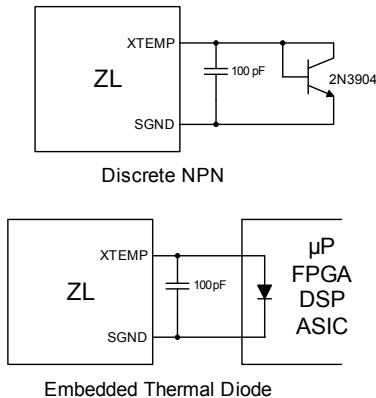 XTEMP
ZL
100 pF
2N3904
SGND
Discrete NPN
XTEMP
ZL
100pF
SGND
µP
FPGA
DSP
ASIC
Embedded Thermal Diode